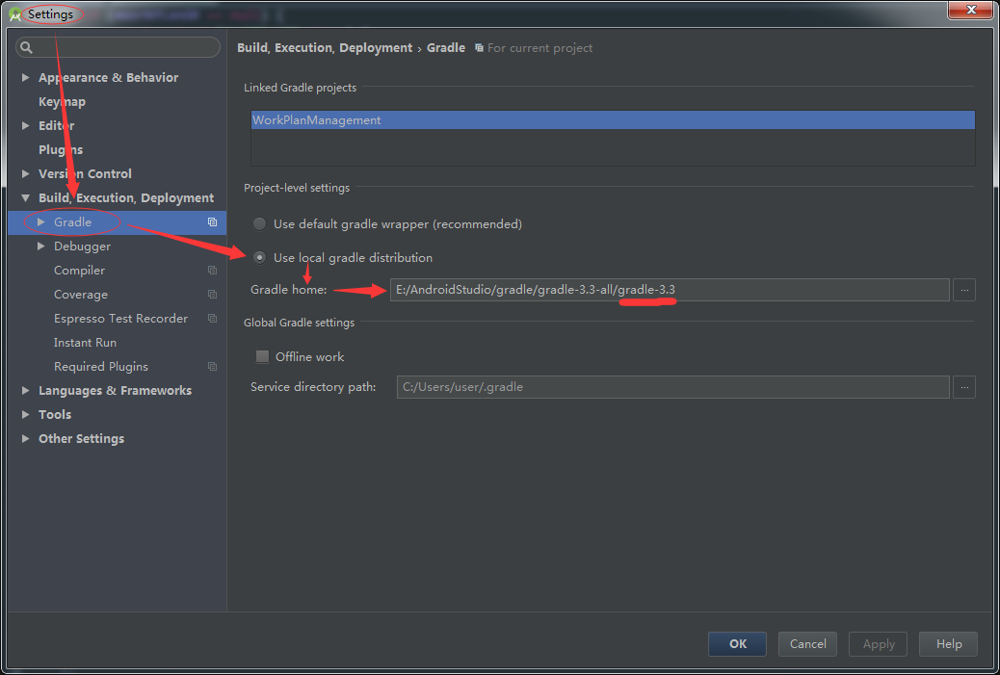 Settings
Build, Execution, Deployment › Gradle For current project
Appearance & Behavior
Keymap
Editor
Plugins
Version Control
Build, Execution, Deployment
Gradle
Debugger
Compiler
Coverage
Espresso Test Recorder
Instant Run
Required Plugins
Languages & Frameworks
Tools
Other Settings
Linked Gradle projects
WorkPlanManagement
Project-level settings
Use default gradle wrapper (recommended)
Use local gradle distribution
Gradle home: E:/AndroidStudio/gradle/gradle-3.3-all/gradle-3.3 ...
Global Gradle settings
Offline work
Service directory path: C:/Users/user/.gradle ...
OK Cancel Apply Help